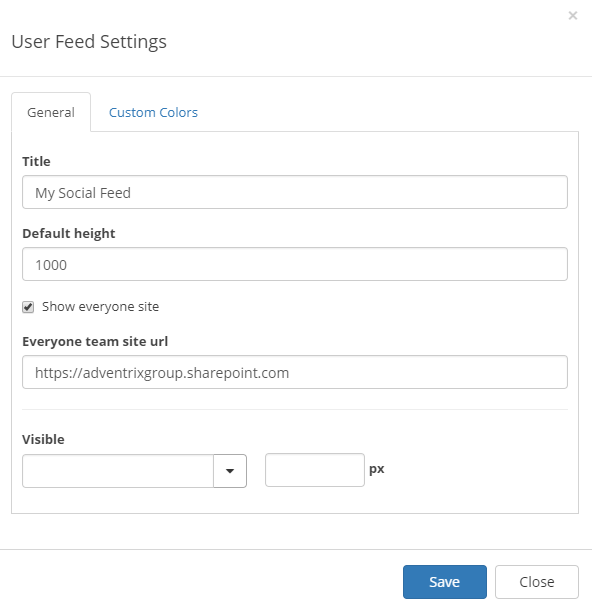 ×
User Feed Settings
General Custom Colors
Title
My Social Feed
Default height
1000
Show everyone site
Everyone team site url
https://adventrixgroup.sharepoint.com
Visible
px
Save Close